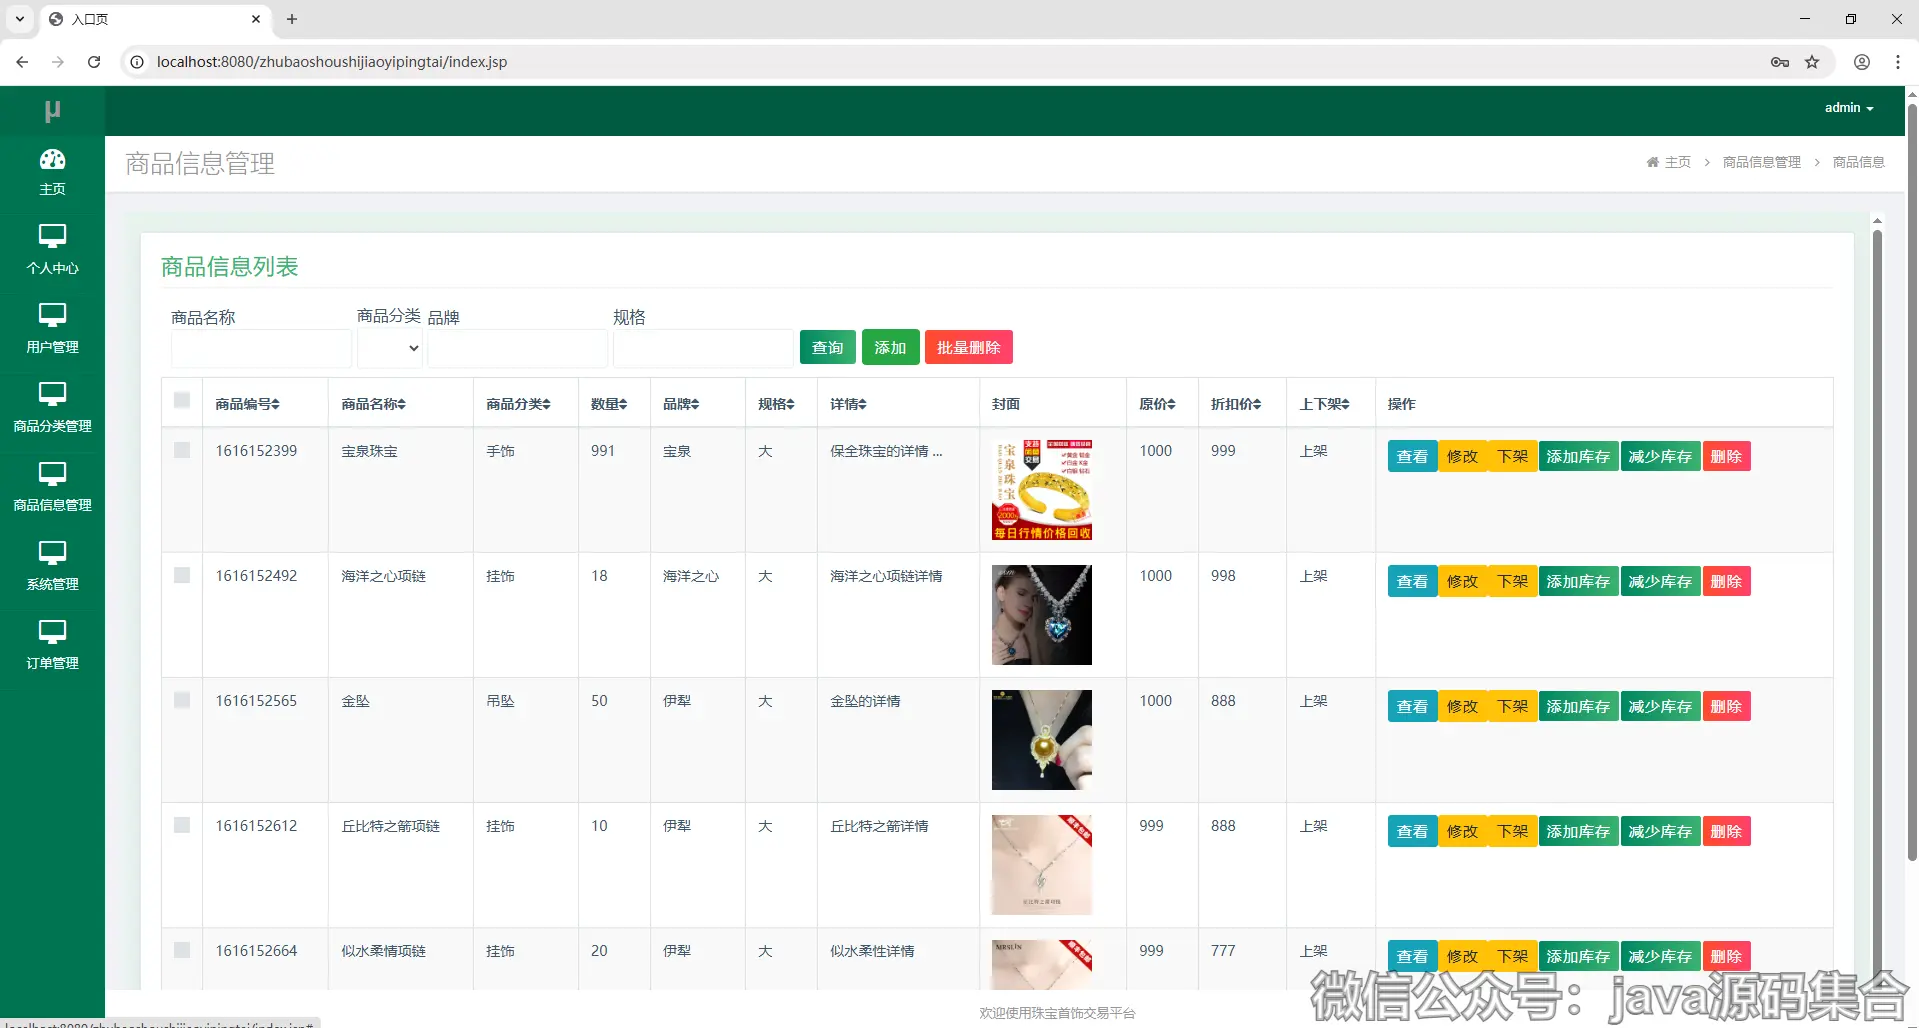 入口页
localhost:8080/zhubaoshoushijiaoyipingtai/index.jsp
μ
admin
主页
个人中心
用户管理
商品分类管理
商品信息管理
系统管理
订单管理
商品信息管理
主页 > 商品信息管理 > 商品信息
商品信息列表
商品名称 商品分类 品牌 规格
查询 添加 批量删除
商品编号 商品名称 商品分类 数量 品牌 规格 详情 封面 原价 折扣价 上下架 操作
1616152399 宝泉珠宝 手饰 991 宝泉 大 保全珠宝的详情 ... 1000 999 上架 查看 修改 下架 添加库存 减少库存 删除
宝泉珠宝
每日行情价格回收
1616152492 海洋之心项链 挂饰 18 海洋之心 大 海洋之心项链详情 1000 998 上架 查看 修改 下架 添加库存 减少库存 删除
1616152565 金坠 吊坠 50 伊犁 大 金坠的详情 1000 888 上架 查看 修改 下架 添加库存 减少库存 删除
1616152612 丘比特之箭项链 挂饰 10 伊犁 大 丘比特之箭详情 999 888 上架 查看 修改 下架 添加库存 减少库存 删除
1616152664 似水柔情项链 挂饰 20 伊犁 大 似水柔性详情 999 777 上架 查看 修改 下架 添加库存 减少库存 删除
MRSLIN
欢迎使用珠宝首饰交易平台
微信公众号：java源码集合